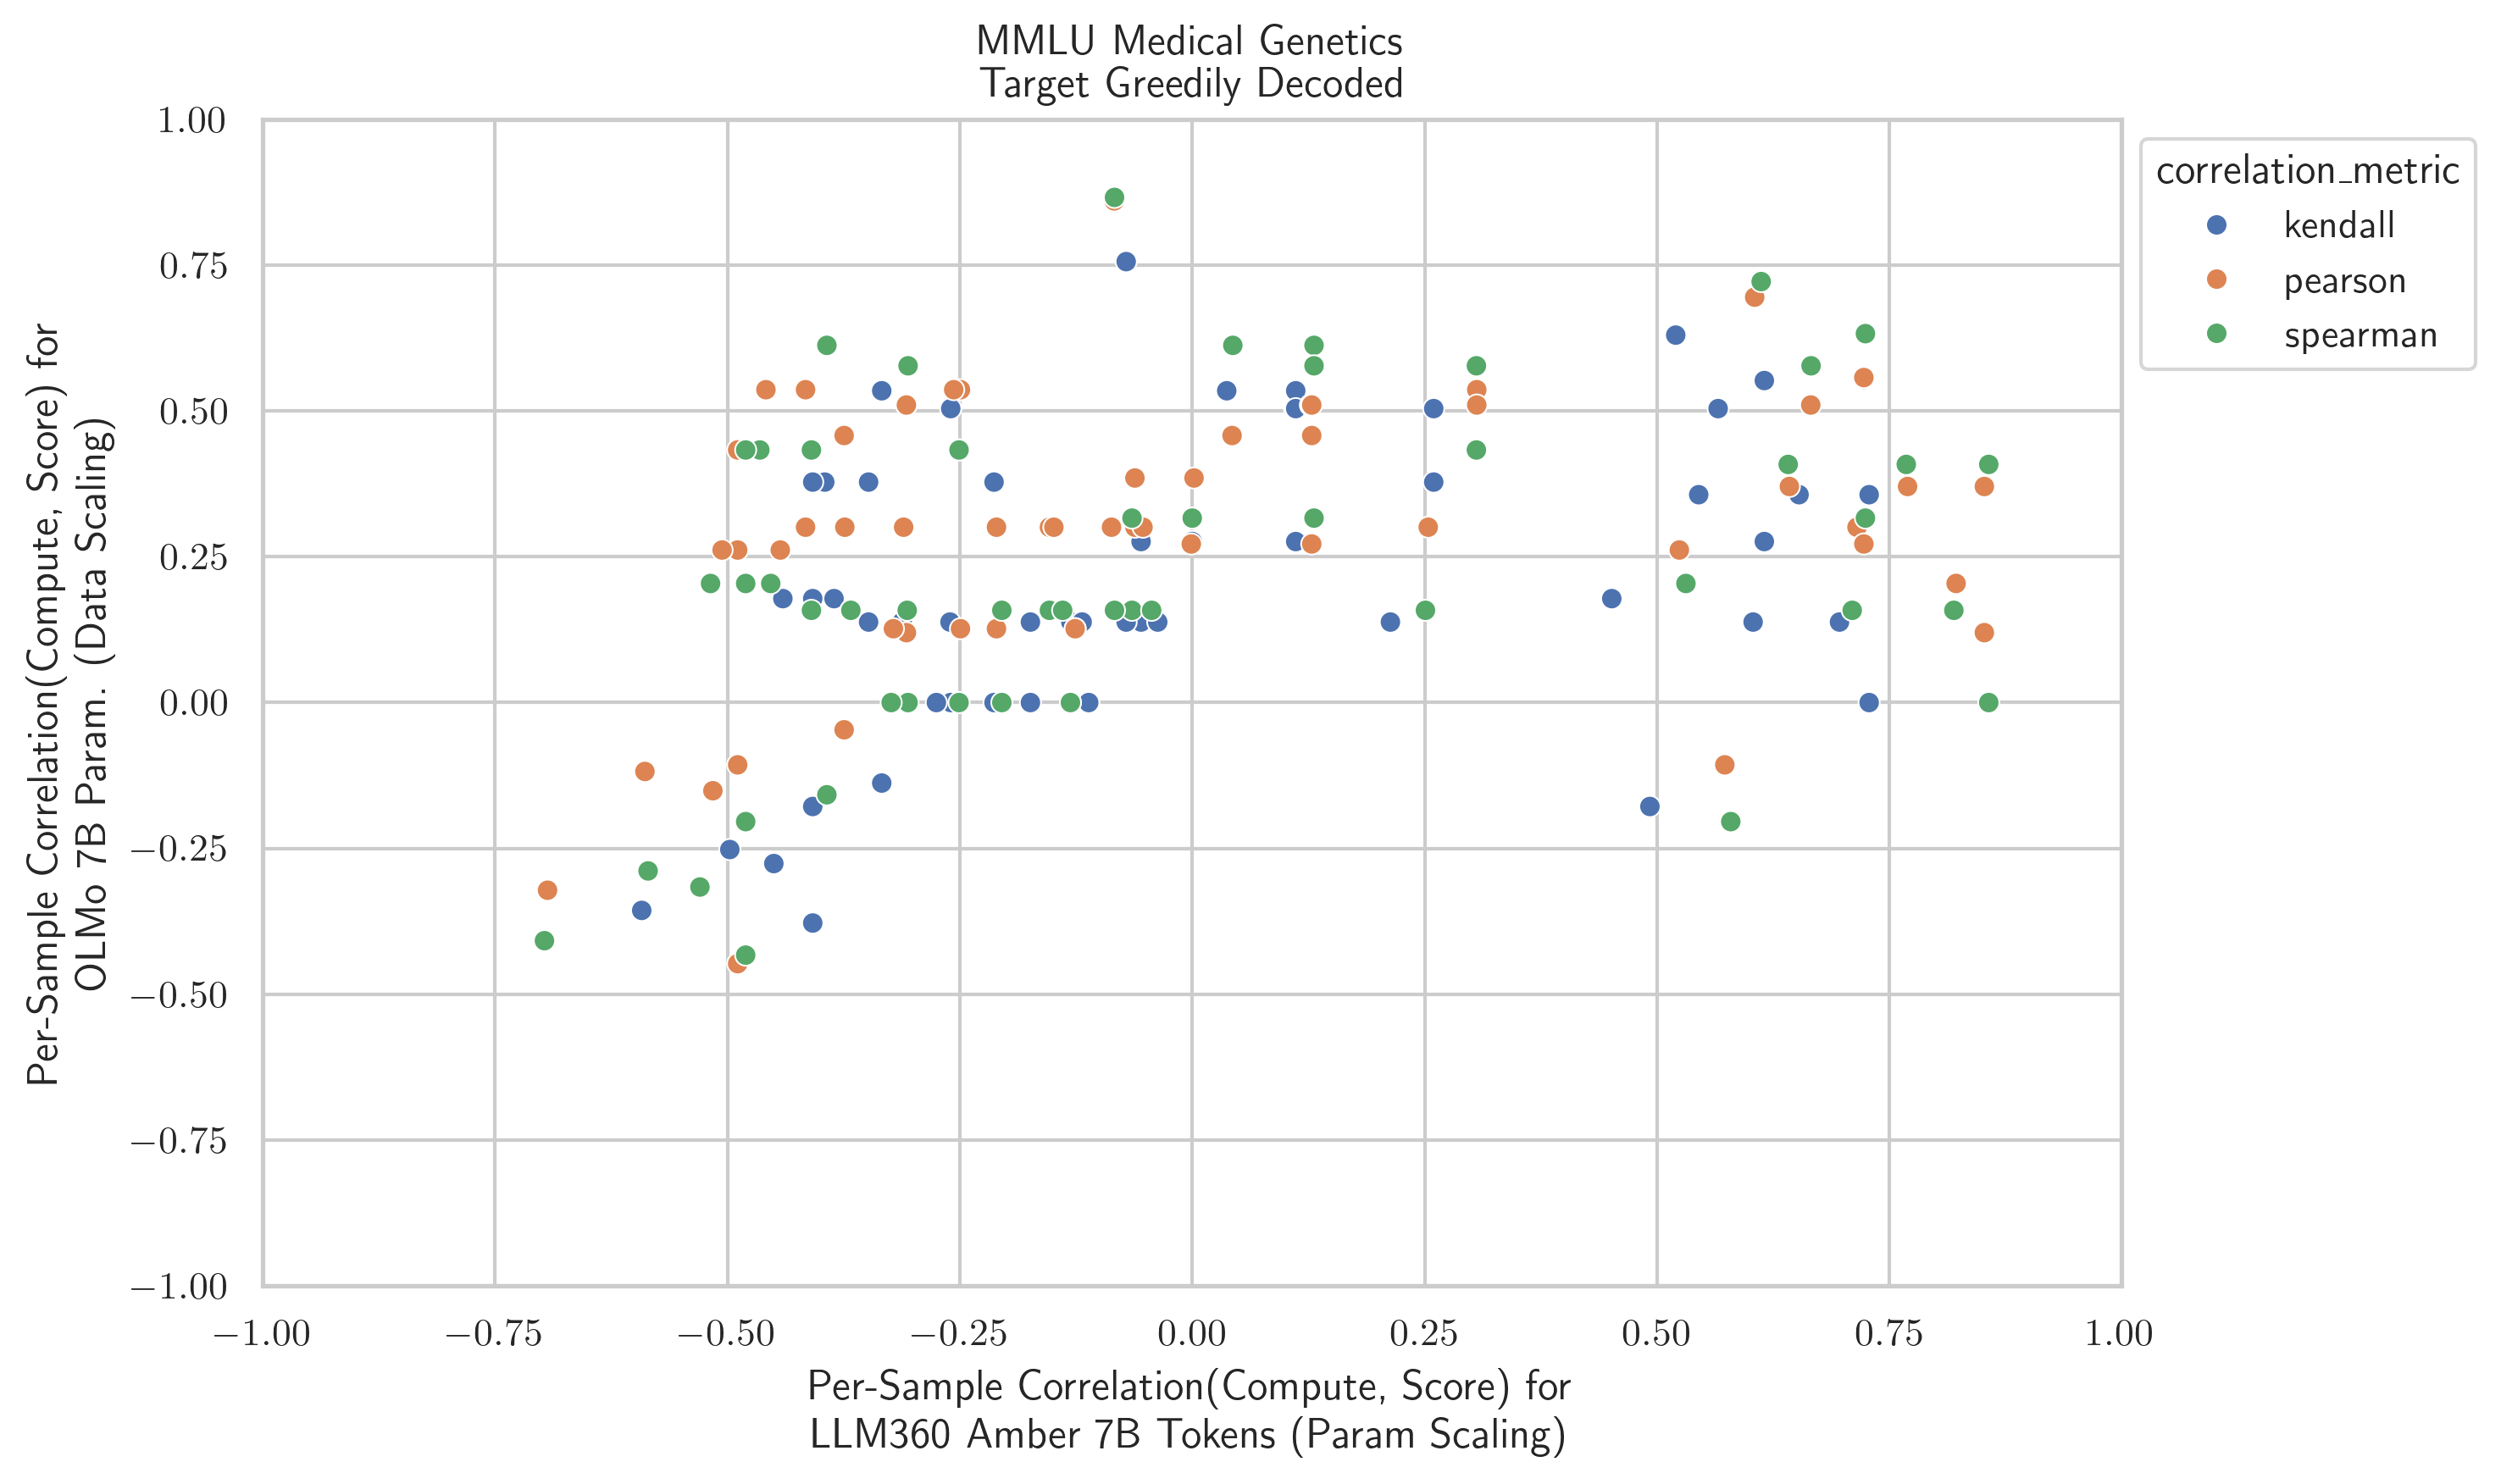 MMLU Medical Genetics
Target Greedily Decoded
1.00
0.75
0.50
0.25
0.00
−0.25
−0.50
−0.75
−1.00
Per-Sample Correlation(Compute, Score) for
OLMo 7B Param. (Data Scaling)
correlation_metric
kendall
pearson
spearman
−1.00
−0.75
−0.50
−0.25
0.00
0.25
0.50
0.75
1.00
Per-Sample Correlation(Compute, Score) for
LLM360 Amber 7B Tokens (Param Scaling)